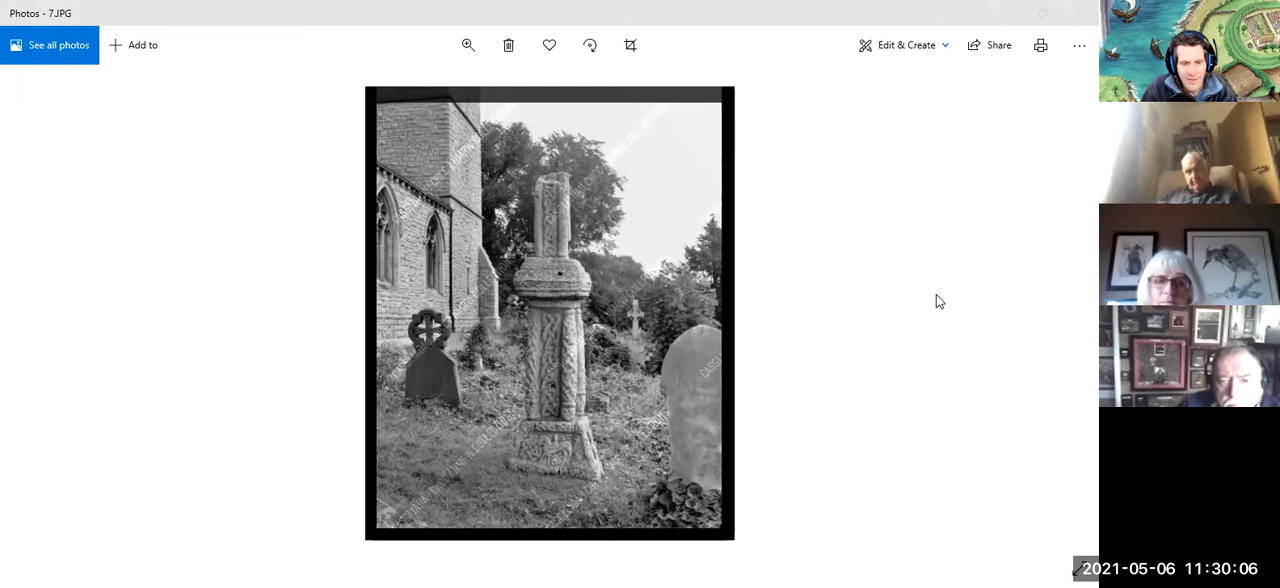 Photos - 7.JPG
See all photos
Add to
Edit & Create
Share
2021-05-06 11:30:06